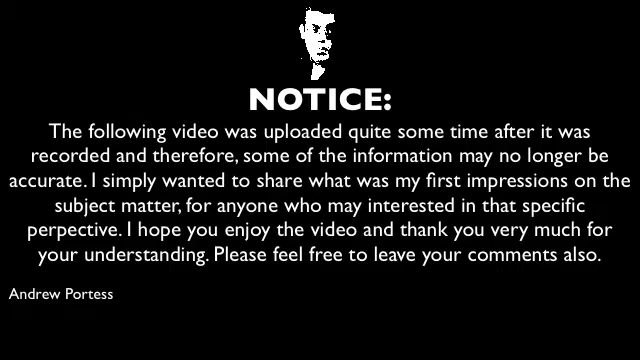 NOTICE:
The following video was uploaded quite some time after it was
recorded and therefore, some of the information may no longer be
accurate. I simply wanted to share what was my first impressions on the
subject matter, for anyone who may interested in that specific
perpective. I hope you enjoy the video and thank you very much for
your understanding. Please feel free to leave your comments also.
Andrew Portess